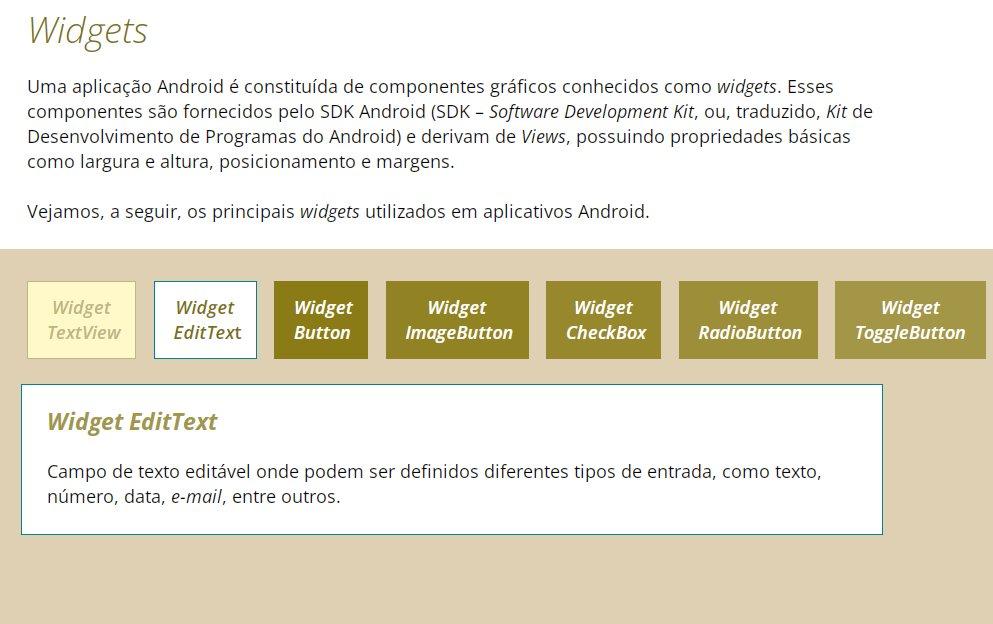 Widgets
Uma aplicação Android é constituída de componentes gráficos conhecidos como widgets. Esses
componentes são fornecidos pelo SDK Android (SDK – Software Development Kit, ou, traduzido, Kit de
Desenvolvimento de Programas do Android) e derivam de Views, possuindo propriedades básicas
como largura e altura, posicionamento e margens.
Vejamos, a seguir, os principais widgets utilizados em aplicativos Android.
Widget
TextView
Widget
EditText
Widget
Button
Widget
ImageButton
Widget
CheckBox
Widget
RadioButton
Widget
ToggleButton
Widget EditText
Campo de texto editável onde podem ser definidos diferentes tipos de entrada, como texto,
número, data, e-mail, entre outros.